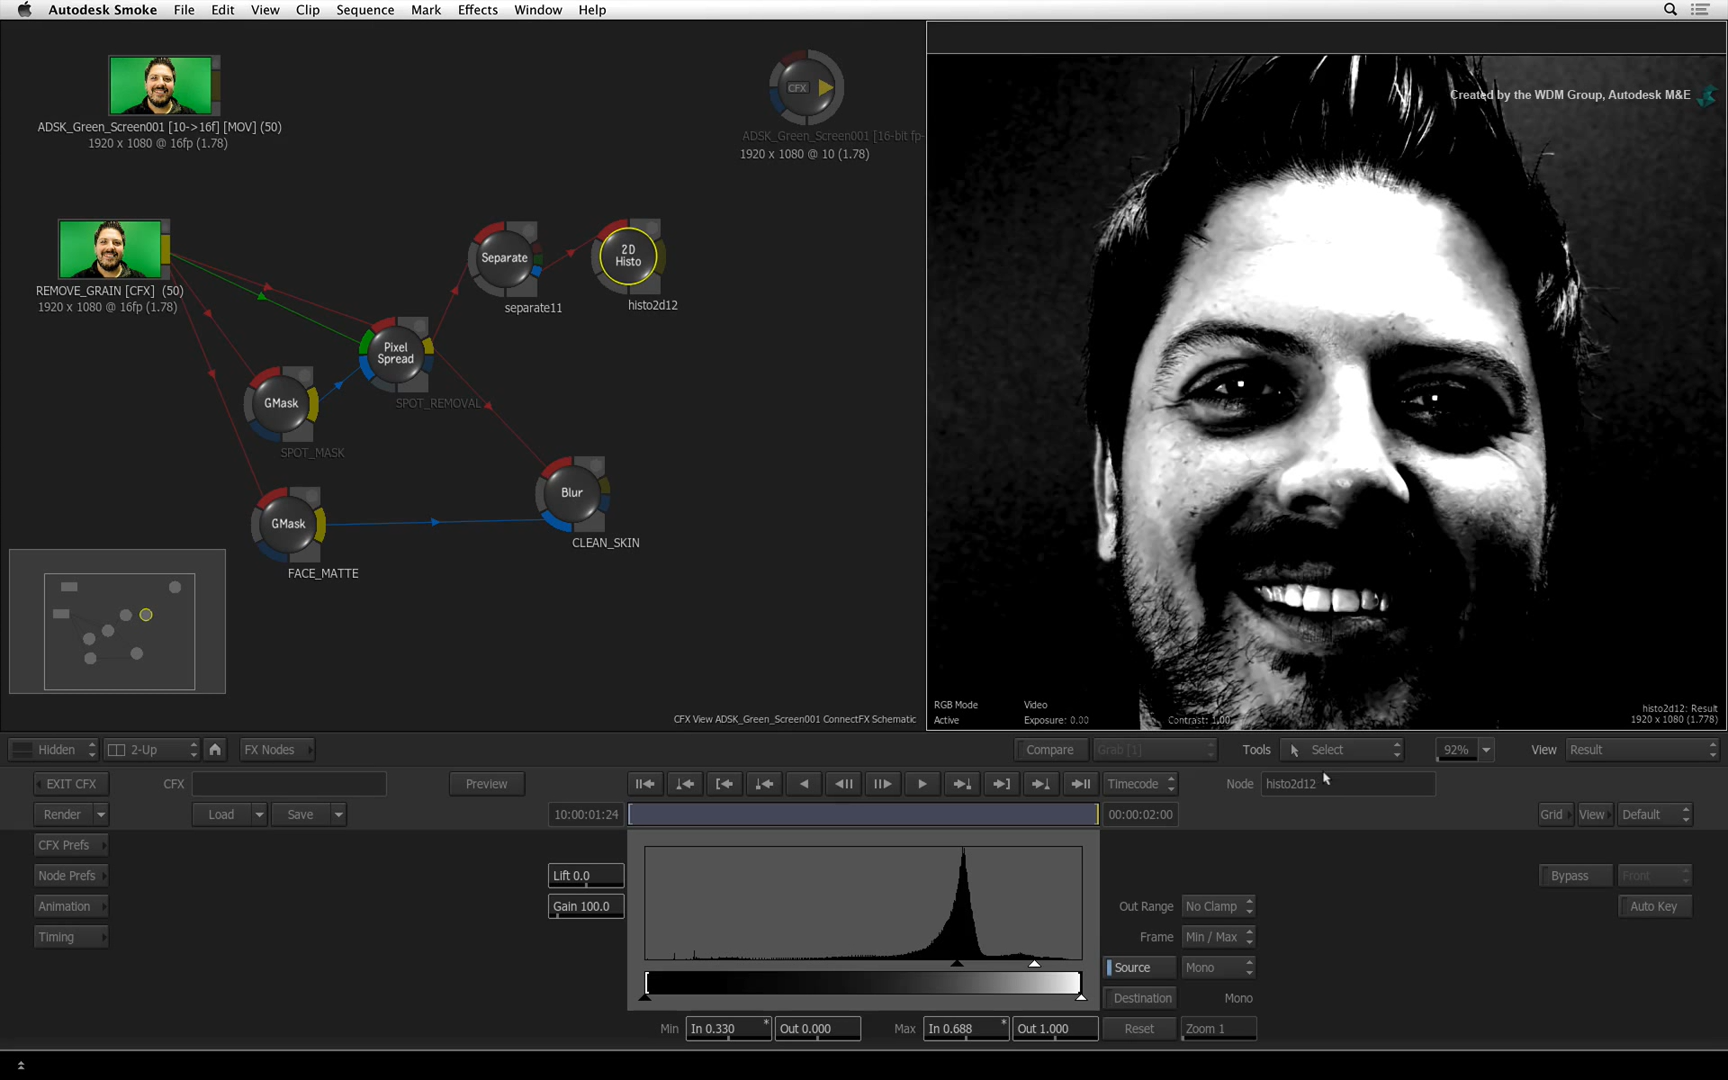 Autodesk Smoke File Edit View Clip Sequence Mark Effects Window Help
ADSK_Green_Screen001 [10->16f] [MOV] (50)
1920 x 1080 @ 16fp (1.78)
CFX
ADSK_Green_Screen001 [16-bit fp-
1920 x 1080 @ 10 (1.78)
Created by the WDM Group, Autodesk M&E
REMOVE_GRAIN [CFX] (50)
1920 x 1080 @ 16fp (1.78)
Separate
separate11
2D
Histo
histo2d12
Pixel
Spread
SPOT_REMOVAL
GMask
SPOT_MASK
GMask
FACE_MATTE
Blur
CLEAN_SKIN
CFX View ADSK_Green_Screen001 ConnectFX Schematic
RGB Mode Video
Active Exposure: 0.00 Contrast: 1.00
histo2d12: Result
1920 x 1080 (1.778)
Hidden 2-Up FX Nodes Compare Grab [1] Tools Select 92% View Result
EXIT CFX CFX Preview Timecode Node histo2d12
Render Load Save 10:00:01:24 00:00:02:00 Grid View Default
CFX Prefs
Node Prefs Lift 0.0 Bypass Front
Animation Gain 100.0 Out Range No Clamp Auto Key
Timing Frame Min / Max
Source Mono
Destination Mono
Min In 0.330 * Out 0.000 Max In 0.688 * Out 1.000 Reset Zoom 1